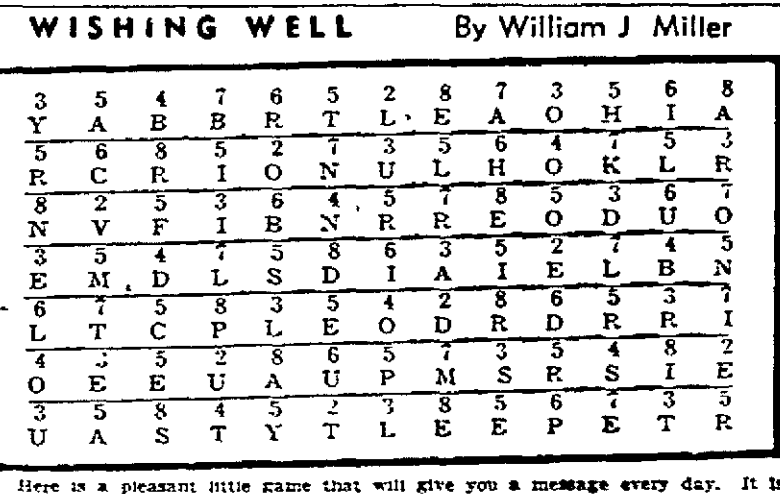 WISHING WELL By William J Miller
3 5 4 7 6 5 2 8 7 3 5 6 8
Y A B B R T L E A O H I A
5 6 8 5 2 7 3 5 6 4 7 5 3
R C R I O N U L H O K L R
8 2 5 3 6 4 5 7 8 5 3 6 7
N V F I B N R R E O D U O
3 5 4 7 5 8 6 3 5 2 7 4 5
E M D L S D I A I E L B N
6 7 5 8 3 5 4 2 8 6 5 3 7
L T C P L E O D R D R R I
4 3 5 2 8 6 5 7 3 5 4 8 2
O E E U A U P M S R S I E
3 5 8 4 5 2 3 8 5 6 7 3 5
U A S T Y T L E E P E T R
Here is a pleasant little game that will give you a message every day. It